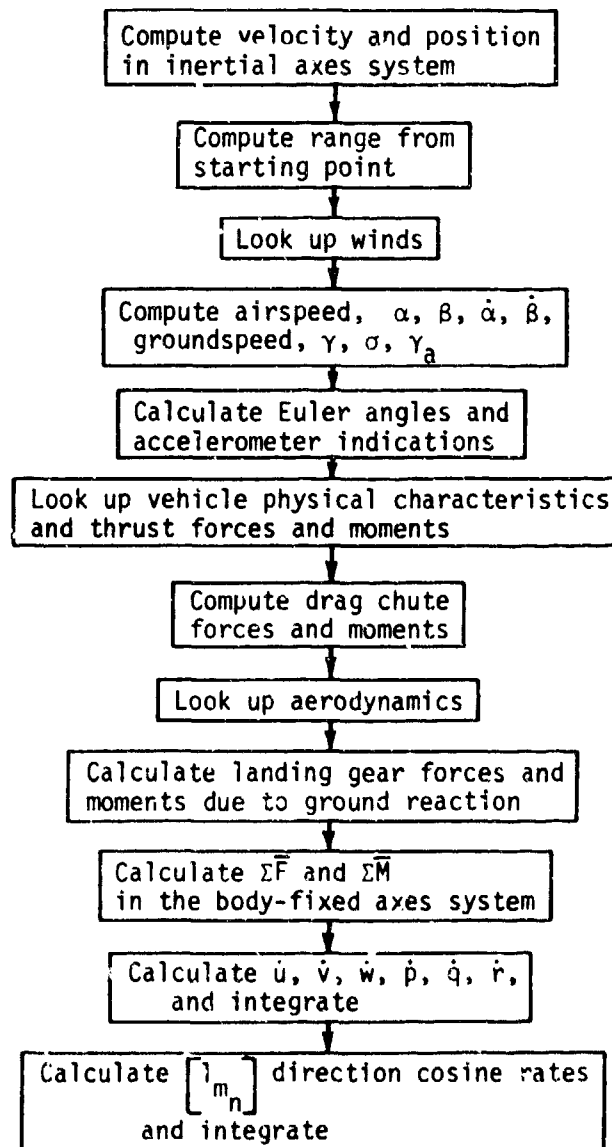 Compute velocity and position
in inertial axes system
Compute range from
starting point
Look up winds
Compute airspeed, α, β, α̇, β̇,
groundspeed, γ, σ, γa
Calculate Euler angles and
accelerometer indications
Look up vehicle physical characteristics
and thrust forces and moments
Compute drag chute
forces and moments
Look up aerodynamics
Calculate landing gear forces and
moments due to ground reaction
Calculate ΣF̅ and ΣM̅
in the body-fixed axes system
Calculate u̇, v̇, ẇ, ṗ, q̇, ṙ,
and integrate
Calculate [l m n] direction cosine rates
and integrate